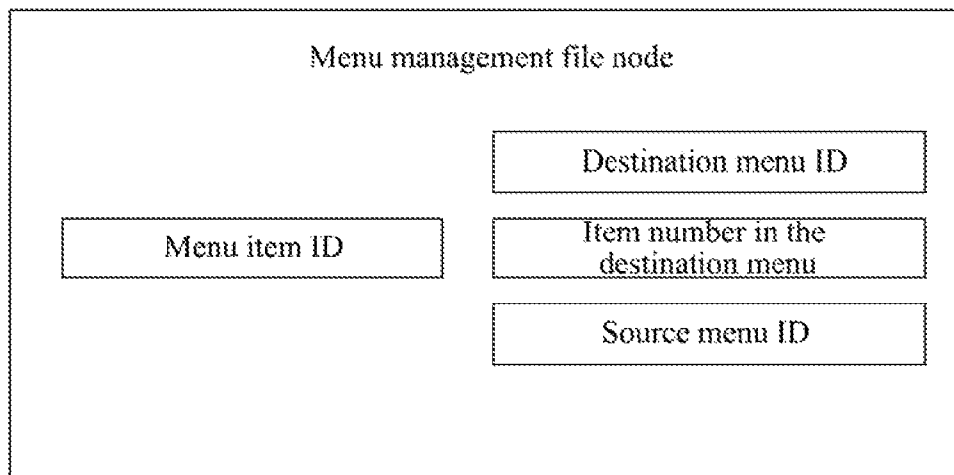 Menu management file node
Destination menu ID
Menu item ID
Item number in the
destination menu
Source menu ID